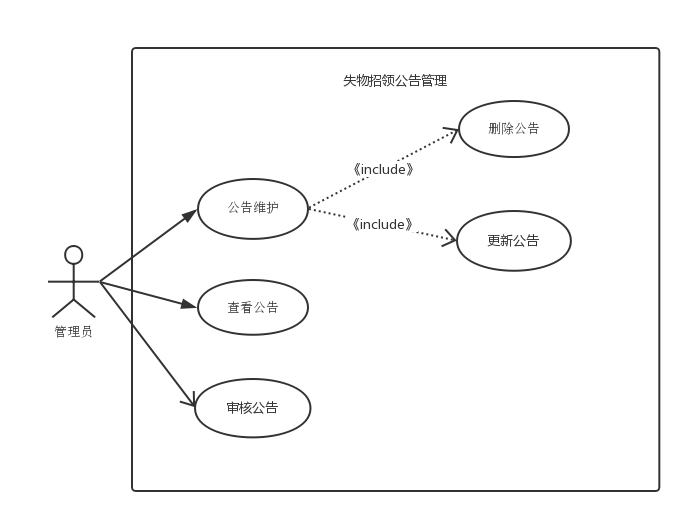 失物招领公告管理
删除公告
《include》
公告维护
《include》
更新公告
查看公告
管理员
审核公告